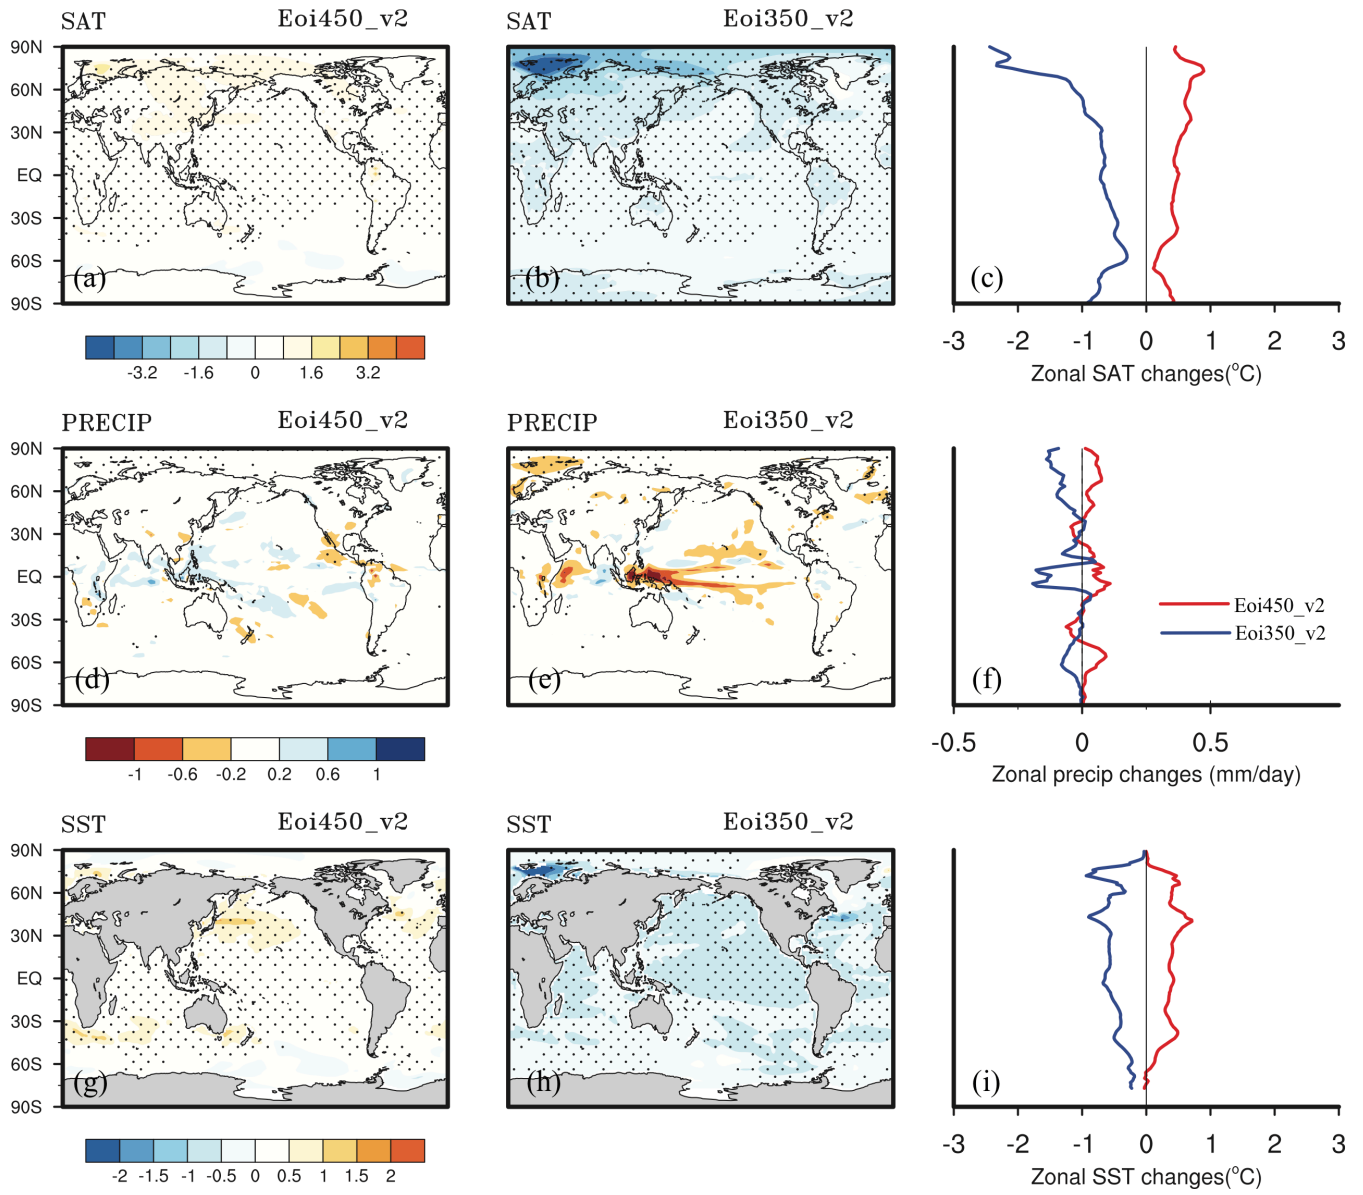 SAT Eoi450_v2 SAT Eoi350_v2
90N
60N
30N
EQ
30S
60S
90S
(a) (b) (c)
-3.2 -1.6 0 1.6 3.2
-3 -2 -1 0 1 2 3
Zonal SAT changes(°C)
PRECIP Eoi450_v2 PRECIP Eoi350_v2
90N
60N
30N
EQ
30S
60S
90S
(d) (e) (f)
Eoi450_v2
Eoi350_v2
-1 -0.6 -0.2 0.2 0.6 1
-0.5 0 0.5
Zonal precip changes (mm/day)
SST Eoi450_v2 SST Eoi350_v2
90N
60N
30N
EQ
30S
60S
90S
(g) (h) (i)
-2 -1.5 -1 -0.5 0 0.5 1 1.5 2
-3 -2 -1 0 1 2 3
Zonal SST changes(°C)